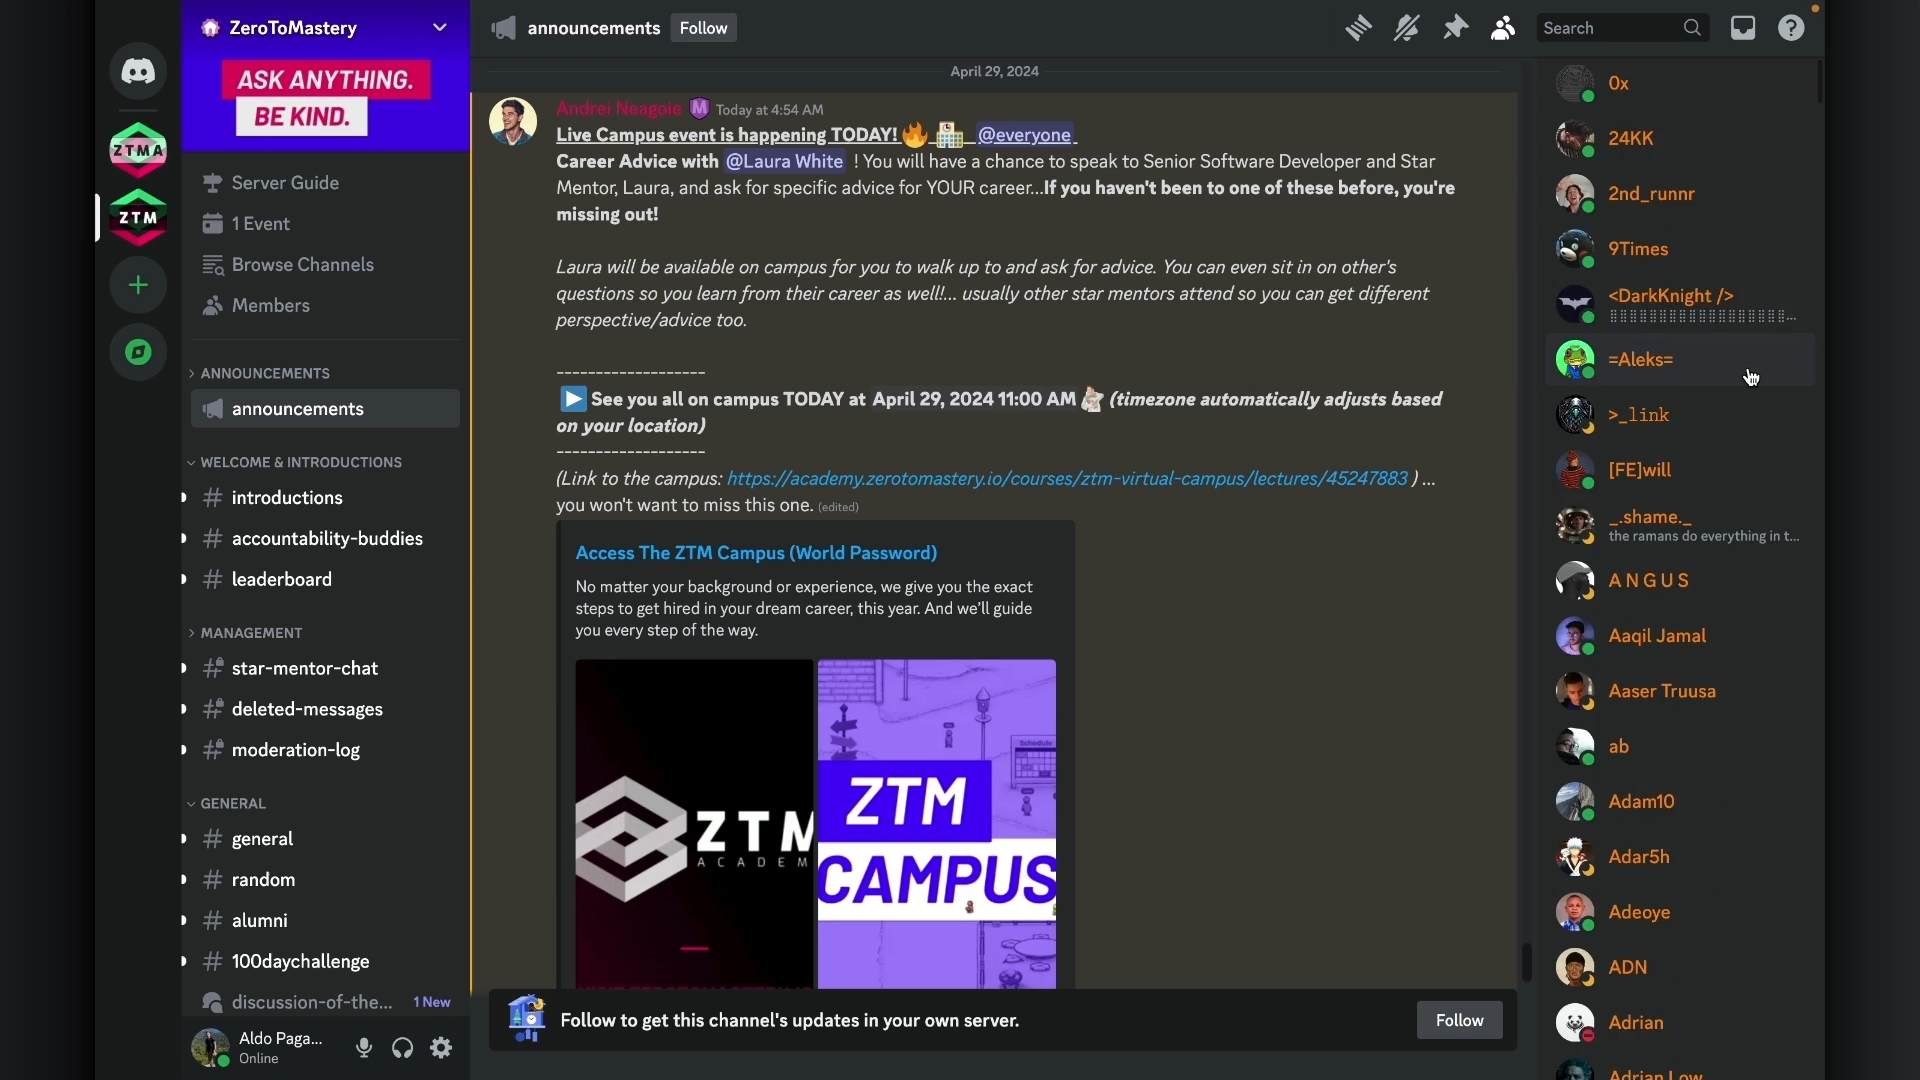 ZeroToMastery
ASK ANYTHING.
BE KIND.
ZTMA
ZTM
Server Guide
1 Event
Browse Channels
Members
ANNOUNCEMENTS
announcements
WELCOME & INTRODUCTIONS
# introductions
# accountability-buddies
# leaderboard
MANAGEMENT
# star-mentor-chat
# deleted-messages
# moderation-log
GENERAL
# general
# random
# alumni
# 100daychallenge
discussion-of-the... 1 New
Aldo Paga...
Online
announcements Follow
Search
April 29, 2024
Andrei Neagoie M Today at 4:54 AM
Live Campus event is happening TODAY! @everyone
Career Advice with @Laura White ! You will have a chance to speak to Senior Software Developer and Star
Mentor, Laura, and ask for specific advice for YOUR career...If you haven't been to one of these before, you're
missing out!
Laura will be available on campus for you to walk up to and ask for advice. You can even sit in on other's
questions so you learn from their career as well!... usually other star mentors attend so you can get different
perspective/advice too.
-------------------
See you all on campus TODAY at April 29, 2024 11:00 AM (timezone automatically adjusts based
on your location)
-------------------
(Link to the campus: https://academy.zerotomastery.io/courses/ztm-virtual-campus/lectures/45247883 ) ...
you won't want to miss this one. (edited)
Access The ZTM Campus (World Password)
No matter your background or experience, we give you the exact
steps to get hired in your dream career, this year. And we'll guide
you every step of the way.
ZTM
ACADEM
Schedule
ZTM
CAMPUS
Follow to get this channel's updates in your own server.
Follow
0x
24KK
2nd_runnr
9Times
<DarkKnight />
=Aleks=
>_link
[FE]will
_.shame._
the ramans do everything in t...
A N G U S
Aaqil Jamal
Aaser Truusa
ab
Adam10
Adar5h
Adeoye
ADN
Adrian
Adrian Low